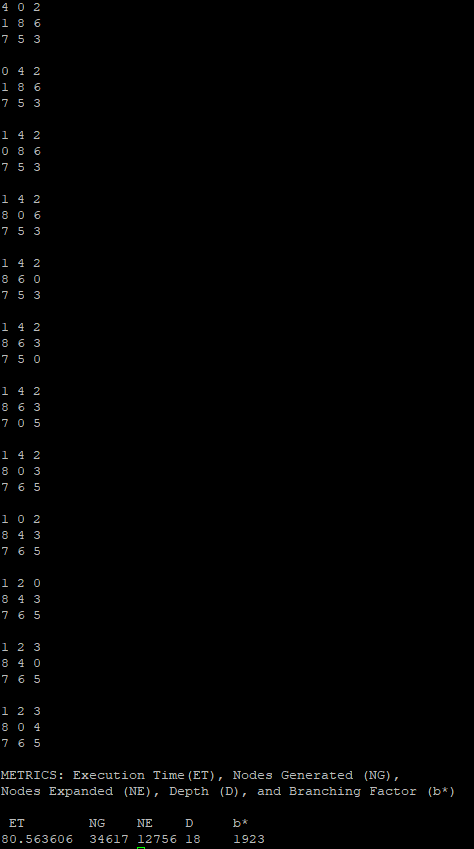 4 0 2
1 8 6
7 5 3
0 4 2
1 8 6
7 5 3
1 4 2
0 8 6
7 5 3
1 4 2
8 0 6
7 5 3
1 4 2
8 6 0
7 5 3
1 4 2
8 6 3
7 5 0
1 4 2
8 6 3
7 0 5
1 4 2
8 0 3
7 6 5
1 0 2
8 4 3
7 6 5
1 2 0
8 4 3
7 6 5
1 2 3
8 4 0
7 6 5
1 2 3
8 0 4
7 6 5
METRICS: Execution Time(ET), Nodes Generated (NG),
Nodes Expanded (NE), Depth (D), and Branching Factor (b*)
ET NG NE D b*
80.563606 34617 12756 18 1923